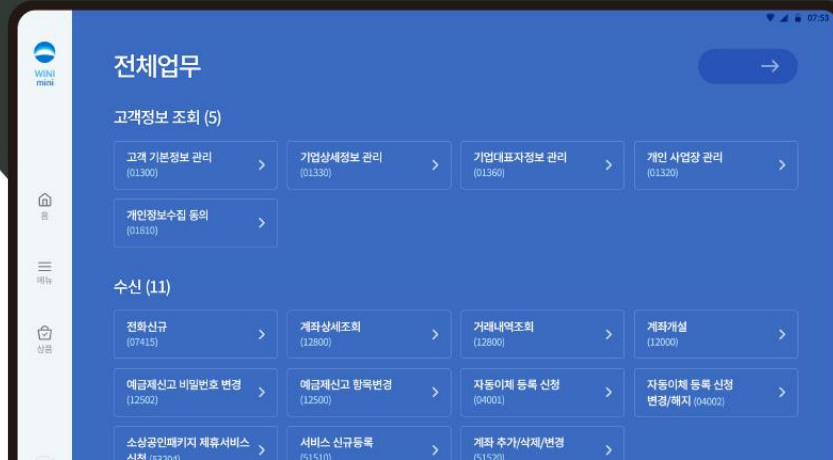 07:53
WINI
mini
전체업무
고객정보 조회 (5)
고객 기본정보 관리
(01300)
기업상세정보 관리
(01330)
기업대표자정보 관리
(01360)
개인 사업장 관리
(01320)
개인정보수집 동의
(01810)
홈
메뉴
상품
수신 (11)
전화신규
(07415)
계좌상세조회
(12800)
거래내역조회
(12800)
계좌개설
(12000)
예금제신고 비밀번호 변경
(12502)
예금제신고 항목변경
(12500)
자동이체 등록 신청
(04001)
자동이체 등록 신청
변경/해지 (04002)
소상공인패키지 제휴서비스
신청 (53204)
서비스 신규등록
(51510)
계좌 추가/삭제/변경
(51520)